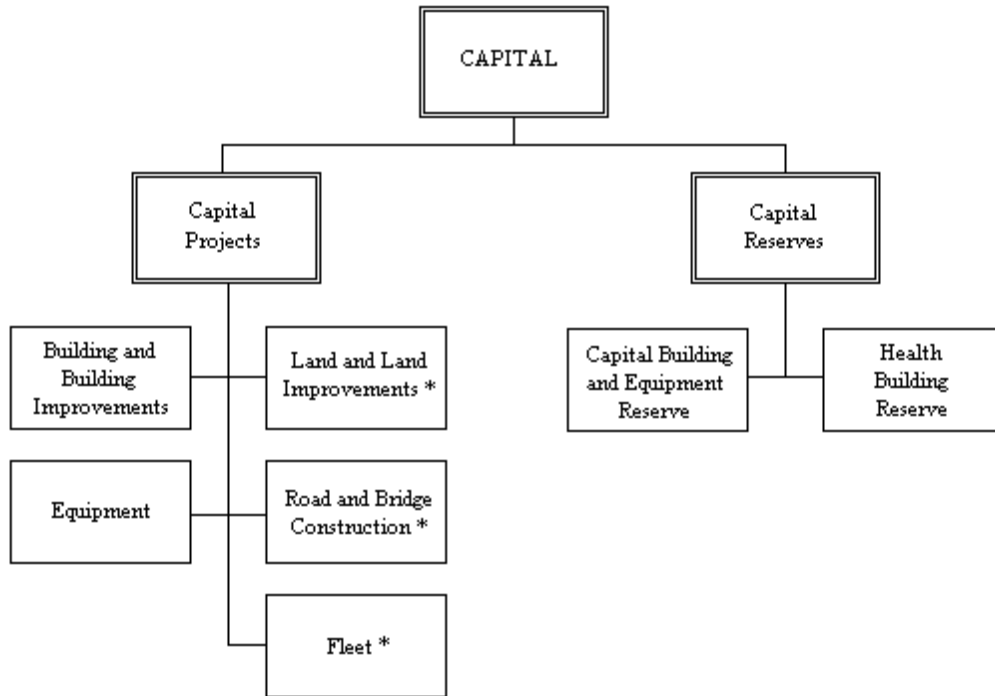 CAPITAL
Capital
Projects
Capital
Reserves
Building and
Building
Improvements
Land and Land
Improvements *
Capital Building
and Equipment
Reserve
Health
Building
Reserve
Equipment
Road and Bridge
Construction *
Fleet *